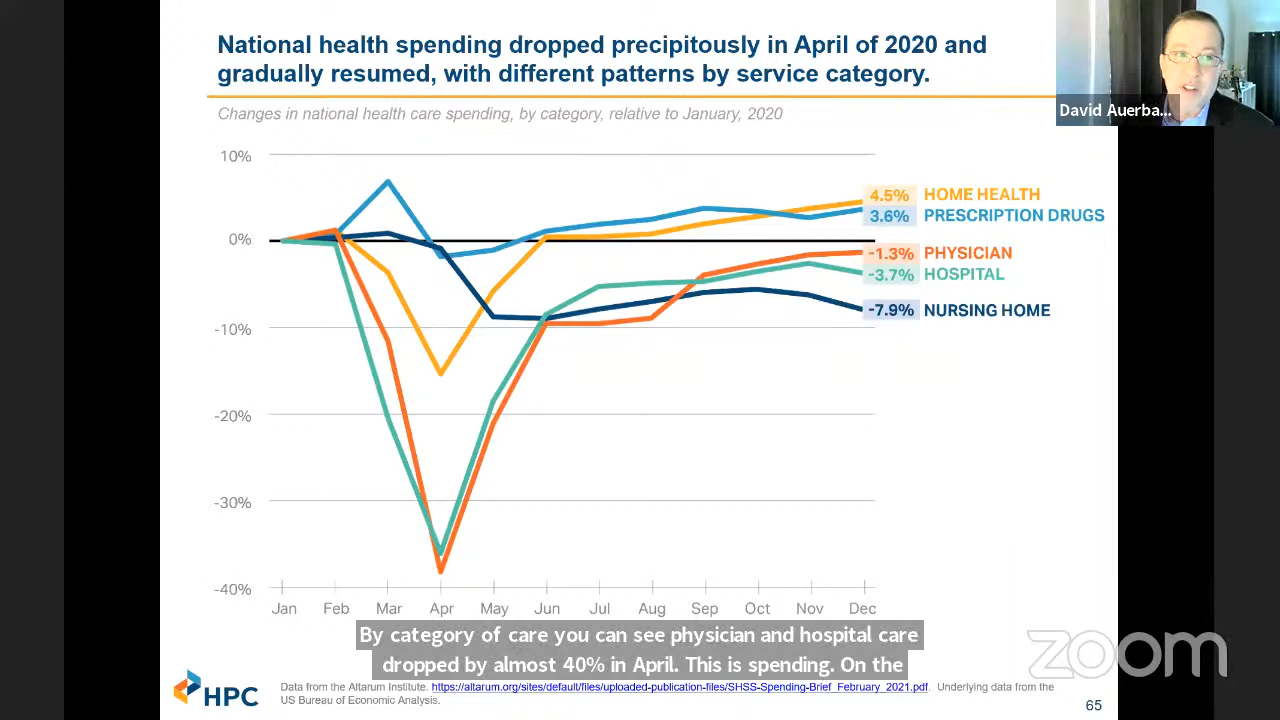 National health spending dropped precipitously in April of 2020 and
gradually resumed, with different patterns by service category.
Changes in national health care spending, by category, relative to January, 2020
David Auerba...
10%
0%
-10%
-20%
-30%
-40%
4.5% HOME HEALTH
3.6% PRESCRIPTION DRUGS
-1.3% PHYSICIAN
-3.7% HOSPITAL
-7.9% NURSING HOME
Jan Feb Mar Apr May Jun Jul Aug Sep Oct Nov Dec
By category of care you can see physician and hospital care
dropped by almost 40% in April. This is spending. On the
zoom
HPC
Data from the Altarum Institute. https://altarum.org/sites/default/files/uploaded-publication-files/SHSS-Spending-Brief_February_2021.pdf. Underlying data from the
US Bureau of Economic Analysis.
65